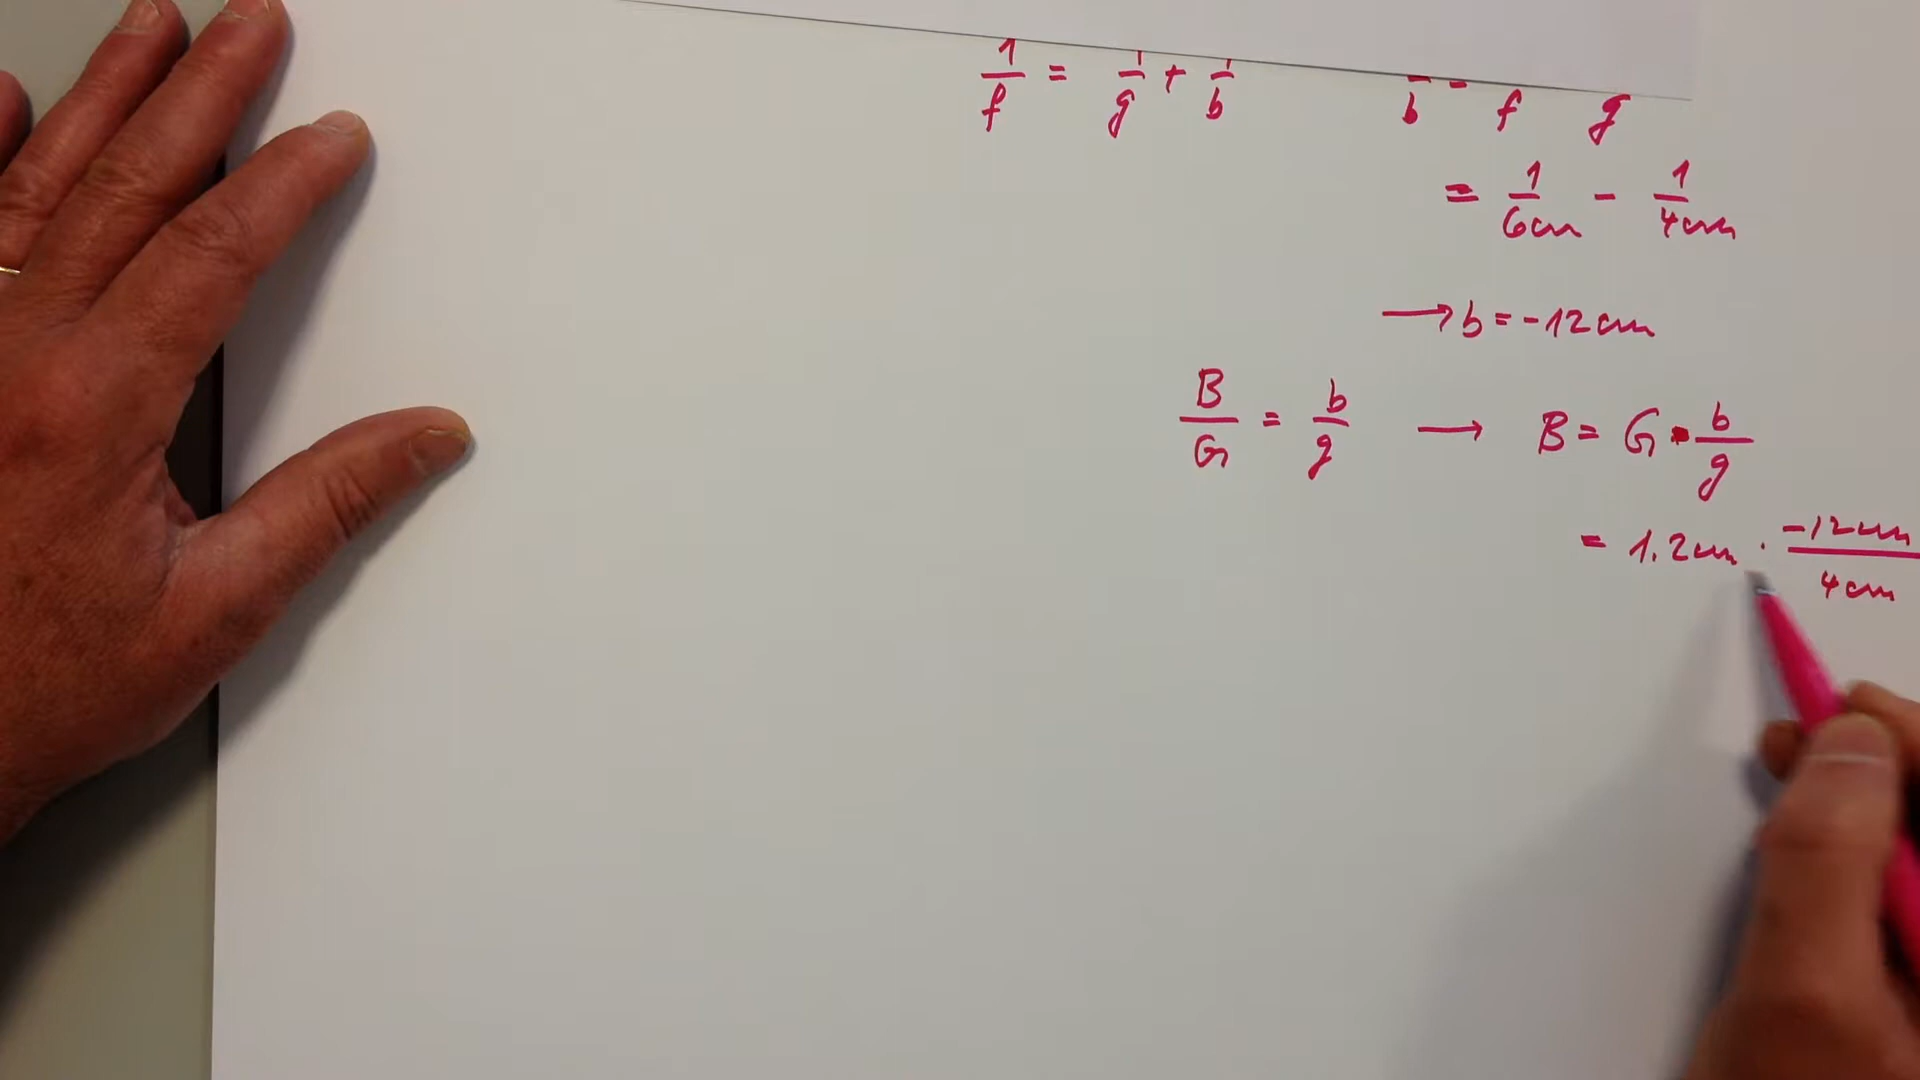 1/f = 1/g + 1/b
1/b = 1/f - 1/g
= 1/6cm - 1/4cm
→ b = -12cm
B/G = b/g → B = G · b/g
= 1.2cm · -12cm/4cm